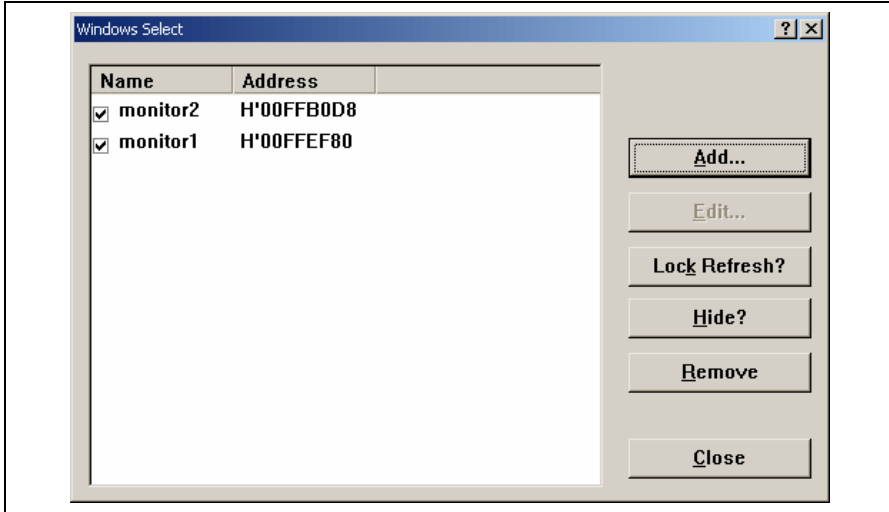 Windows Select
Name Address
monitor2 H'00FFB0D8
monitor1 H'00FFEF80
Add...
Edit...
Lock Refresh?
Hide?
Remove
Close